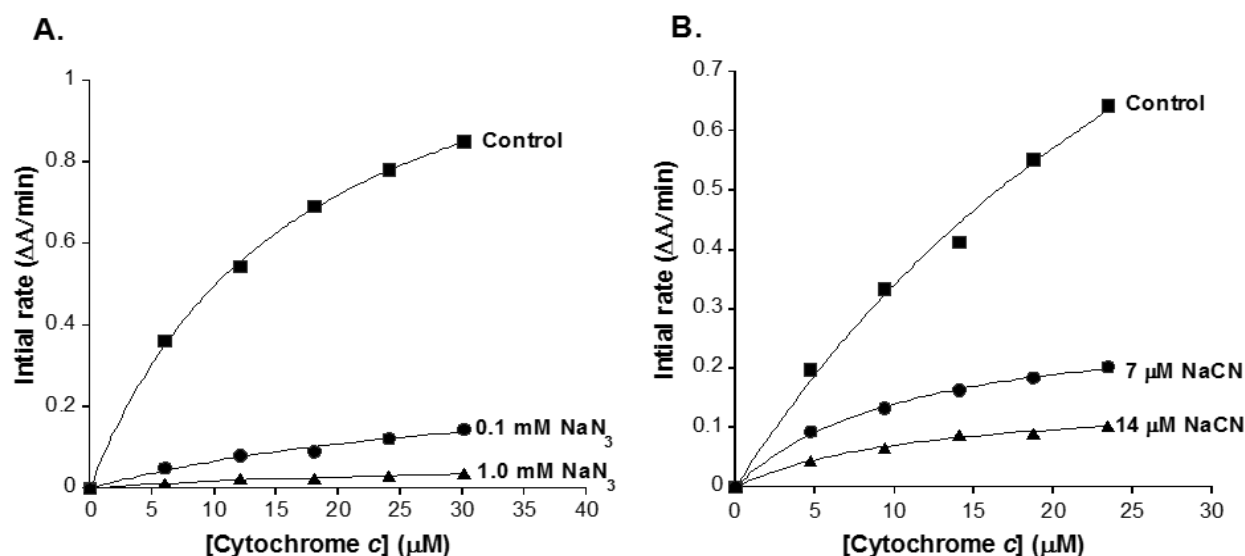 A.
Intial rate (ΔA/min)
1
0.8
0.6
0.4
0.2
0
Control
0.1 mM NaN3
1.0 mM NaN3
0 5 10 15 20 25 30 35 40
[Cytochrome c] (μM)
B.
Intial rate (ΔA/min)
0.7
0.6
0.5
0.4
0.3
0.2
0.1
0
Control
7 μM NaCN
14 μM NaCN
0 5 10 15 20 25 30
[Cytochrome c] (μM)